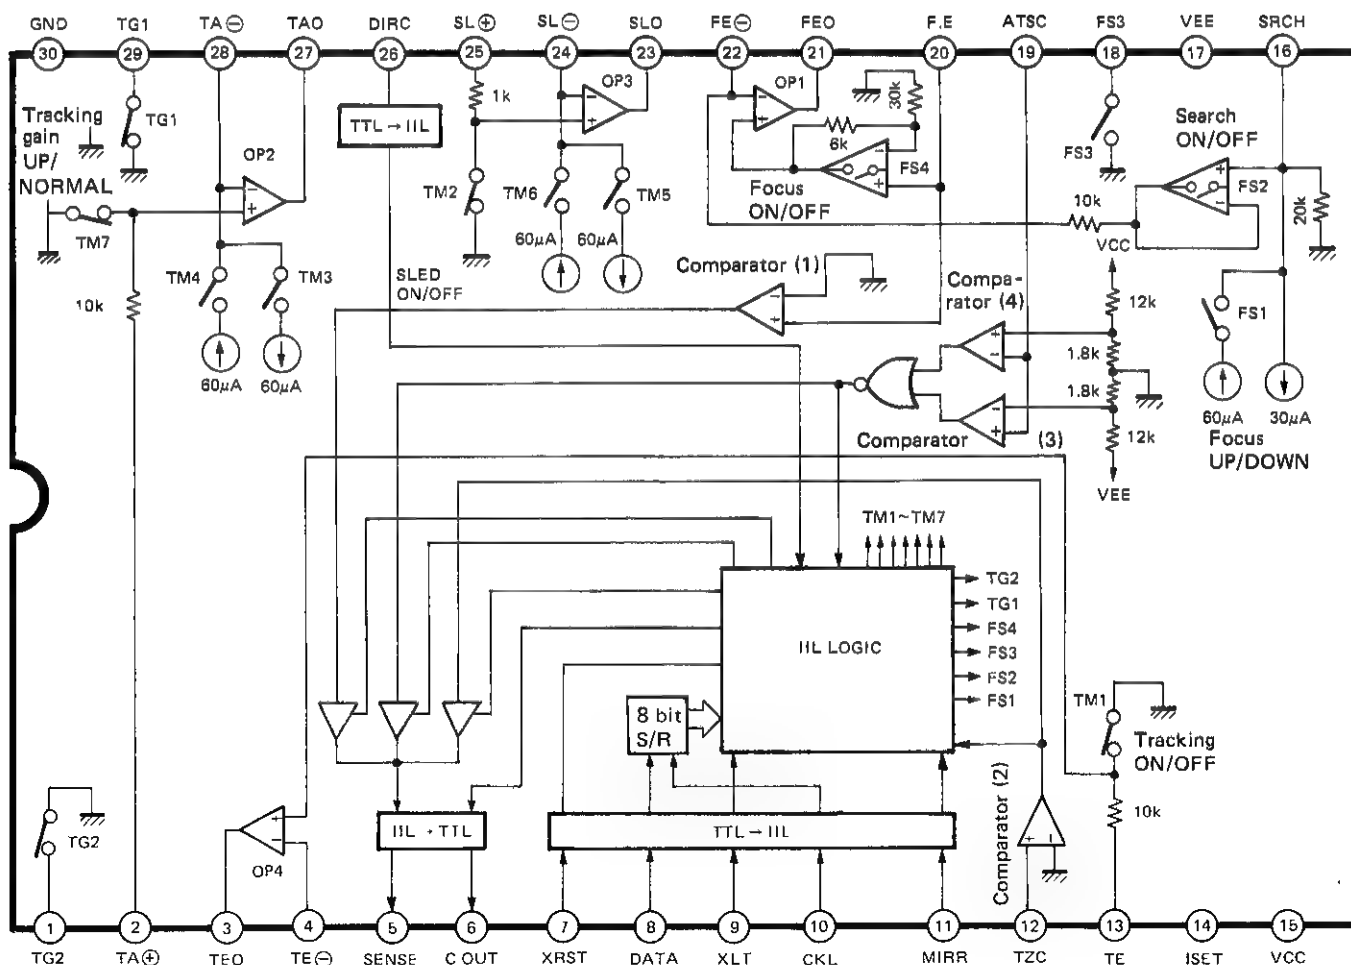 GND TG1 TA⊖ TAO DIRC SL⊕ SL⊖ SLO FE⊖ FEO F.E ATSC FS3 VEE SRCH
30 29 28 27 26 25 24 23 22 21 20 19 18 17 16
Tracking
gain
UP/
NORMAL
TG1
OP2
TM7
10k
TM4
TM3
60μA
60μA
TTL→IIL
SLED
ON/OFF
1k
TM2
OP3
TM6
TM5
60μA
60μA
OP1
30k
6k
FS4
Focus
ON/OFF
FS3
Search
ON/OFF
FS2
10k
20k
VCC
12k
1.8k
1.8k
12k
VEE
FS1
60μA
30μA
Focus
UP/DOWN
Comparator (1)
Compa-
rator (4)
Comparator (3)
TM1~TM7
IIL LOGIC
TG2
TG1
FS4
FS3
FS2
FS1
8 bit
S/R
TM1
Tracking
ON/OFF
10k
Comparator (2)
TG2
OP4
IIL→TTL
TTL→IIL
1 2 3 4 5 6 7 8 9 10 11 12 13 14 15
TG2 TA⊕ TEO TE⊖ SENSE C OUT XRST DATA XLT CKL MIRR TZC TE ISET VCC